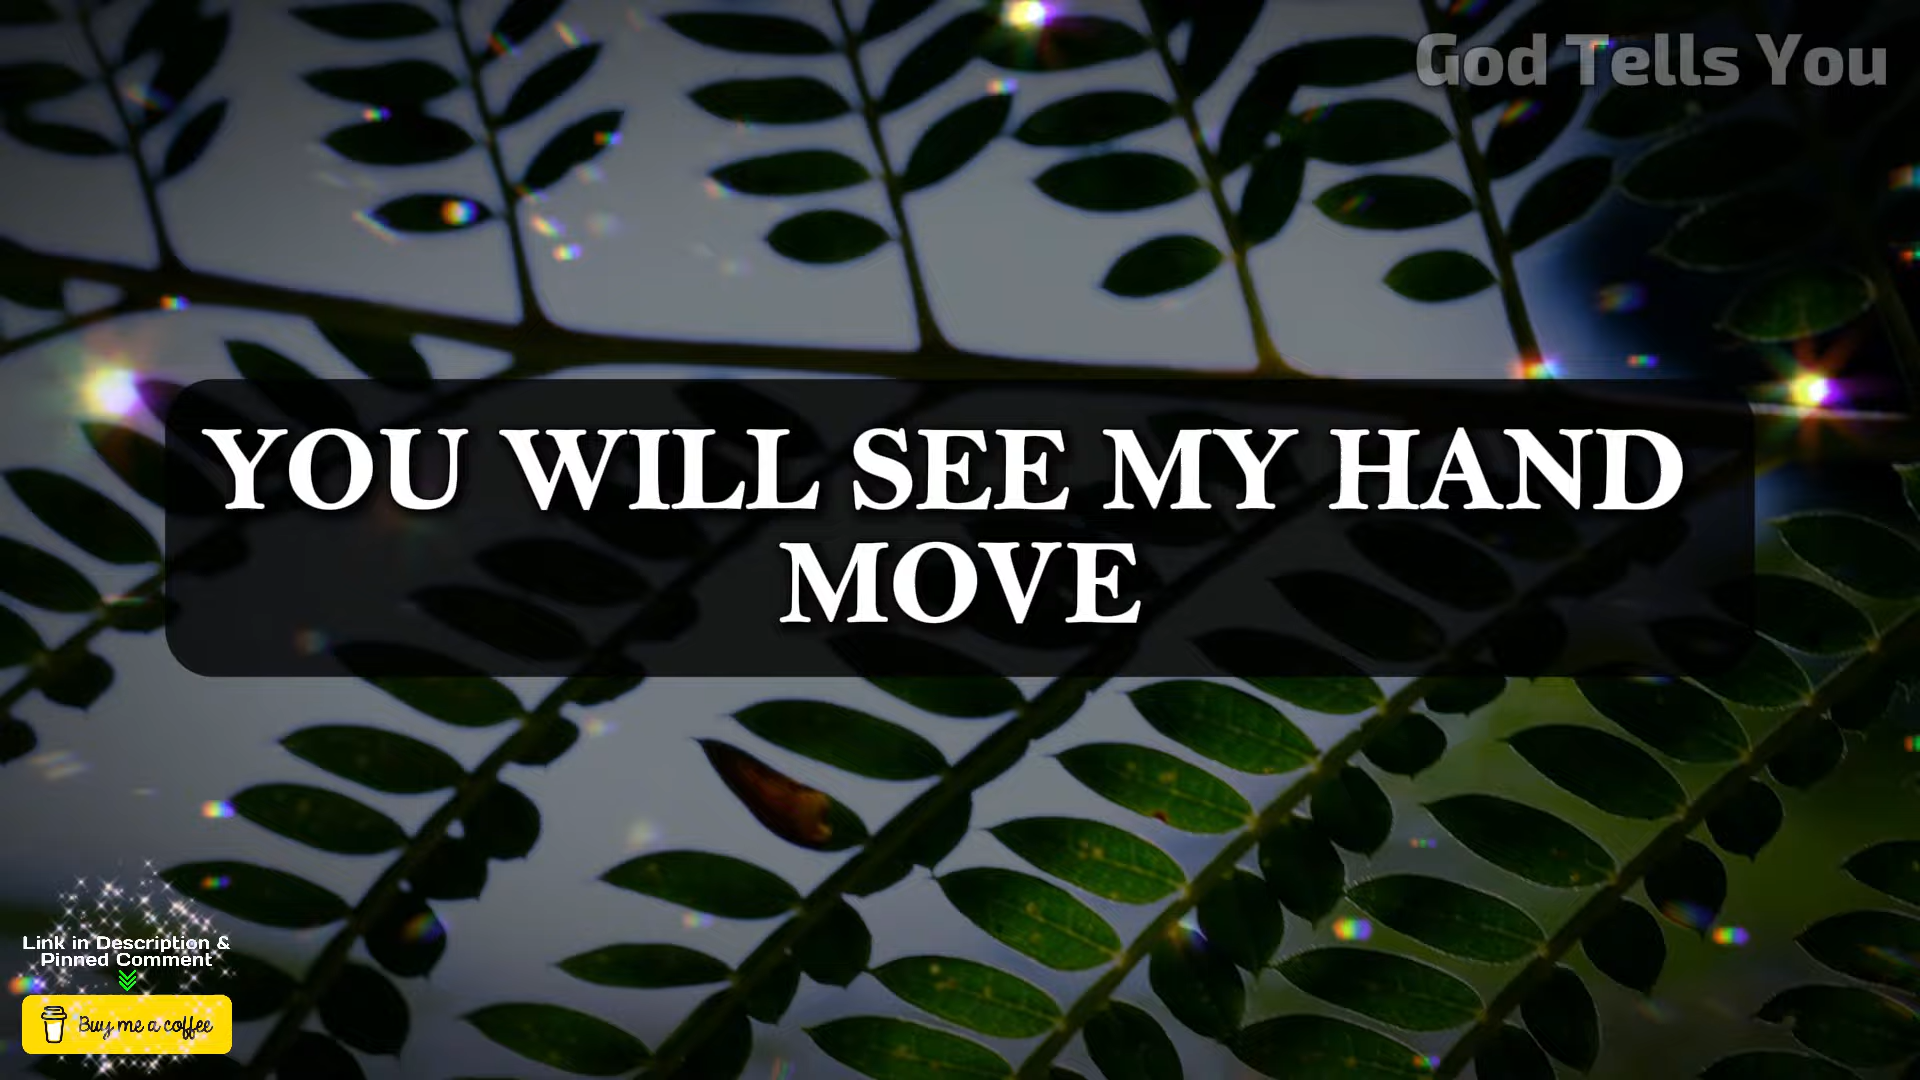 God Tells You
YOU WILL SEE MY HAND
MOVE
Link in Description &
Pinned Comment
Buy me a coffee